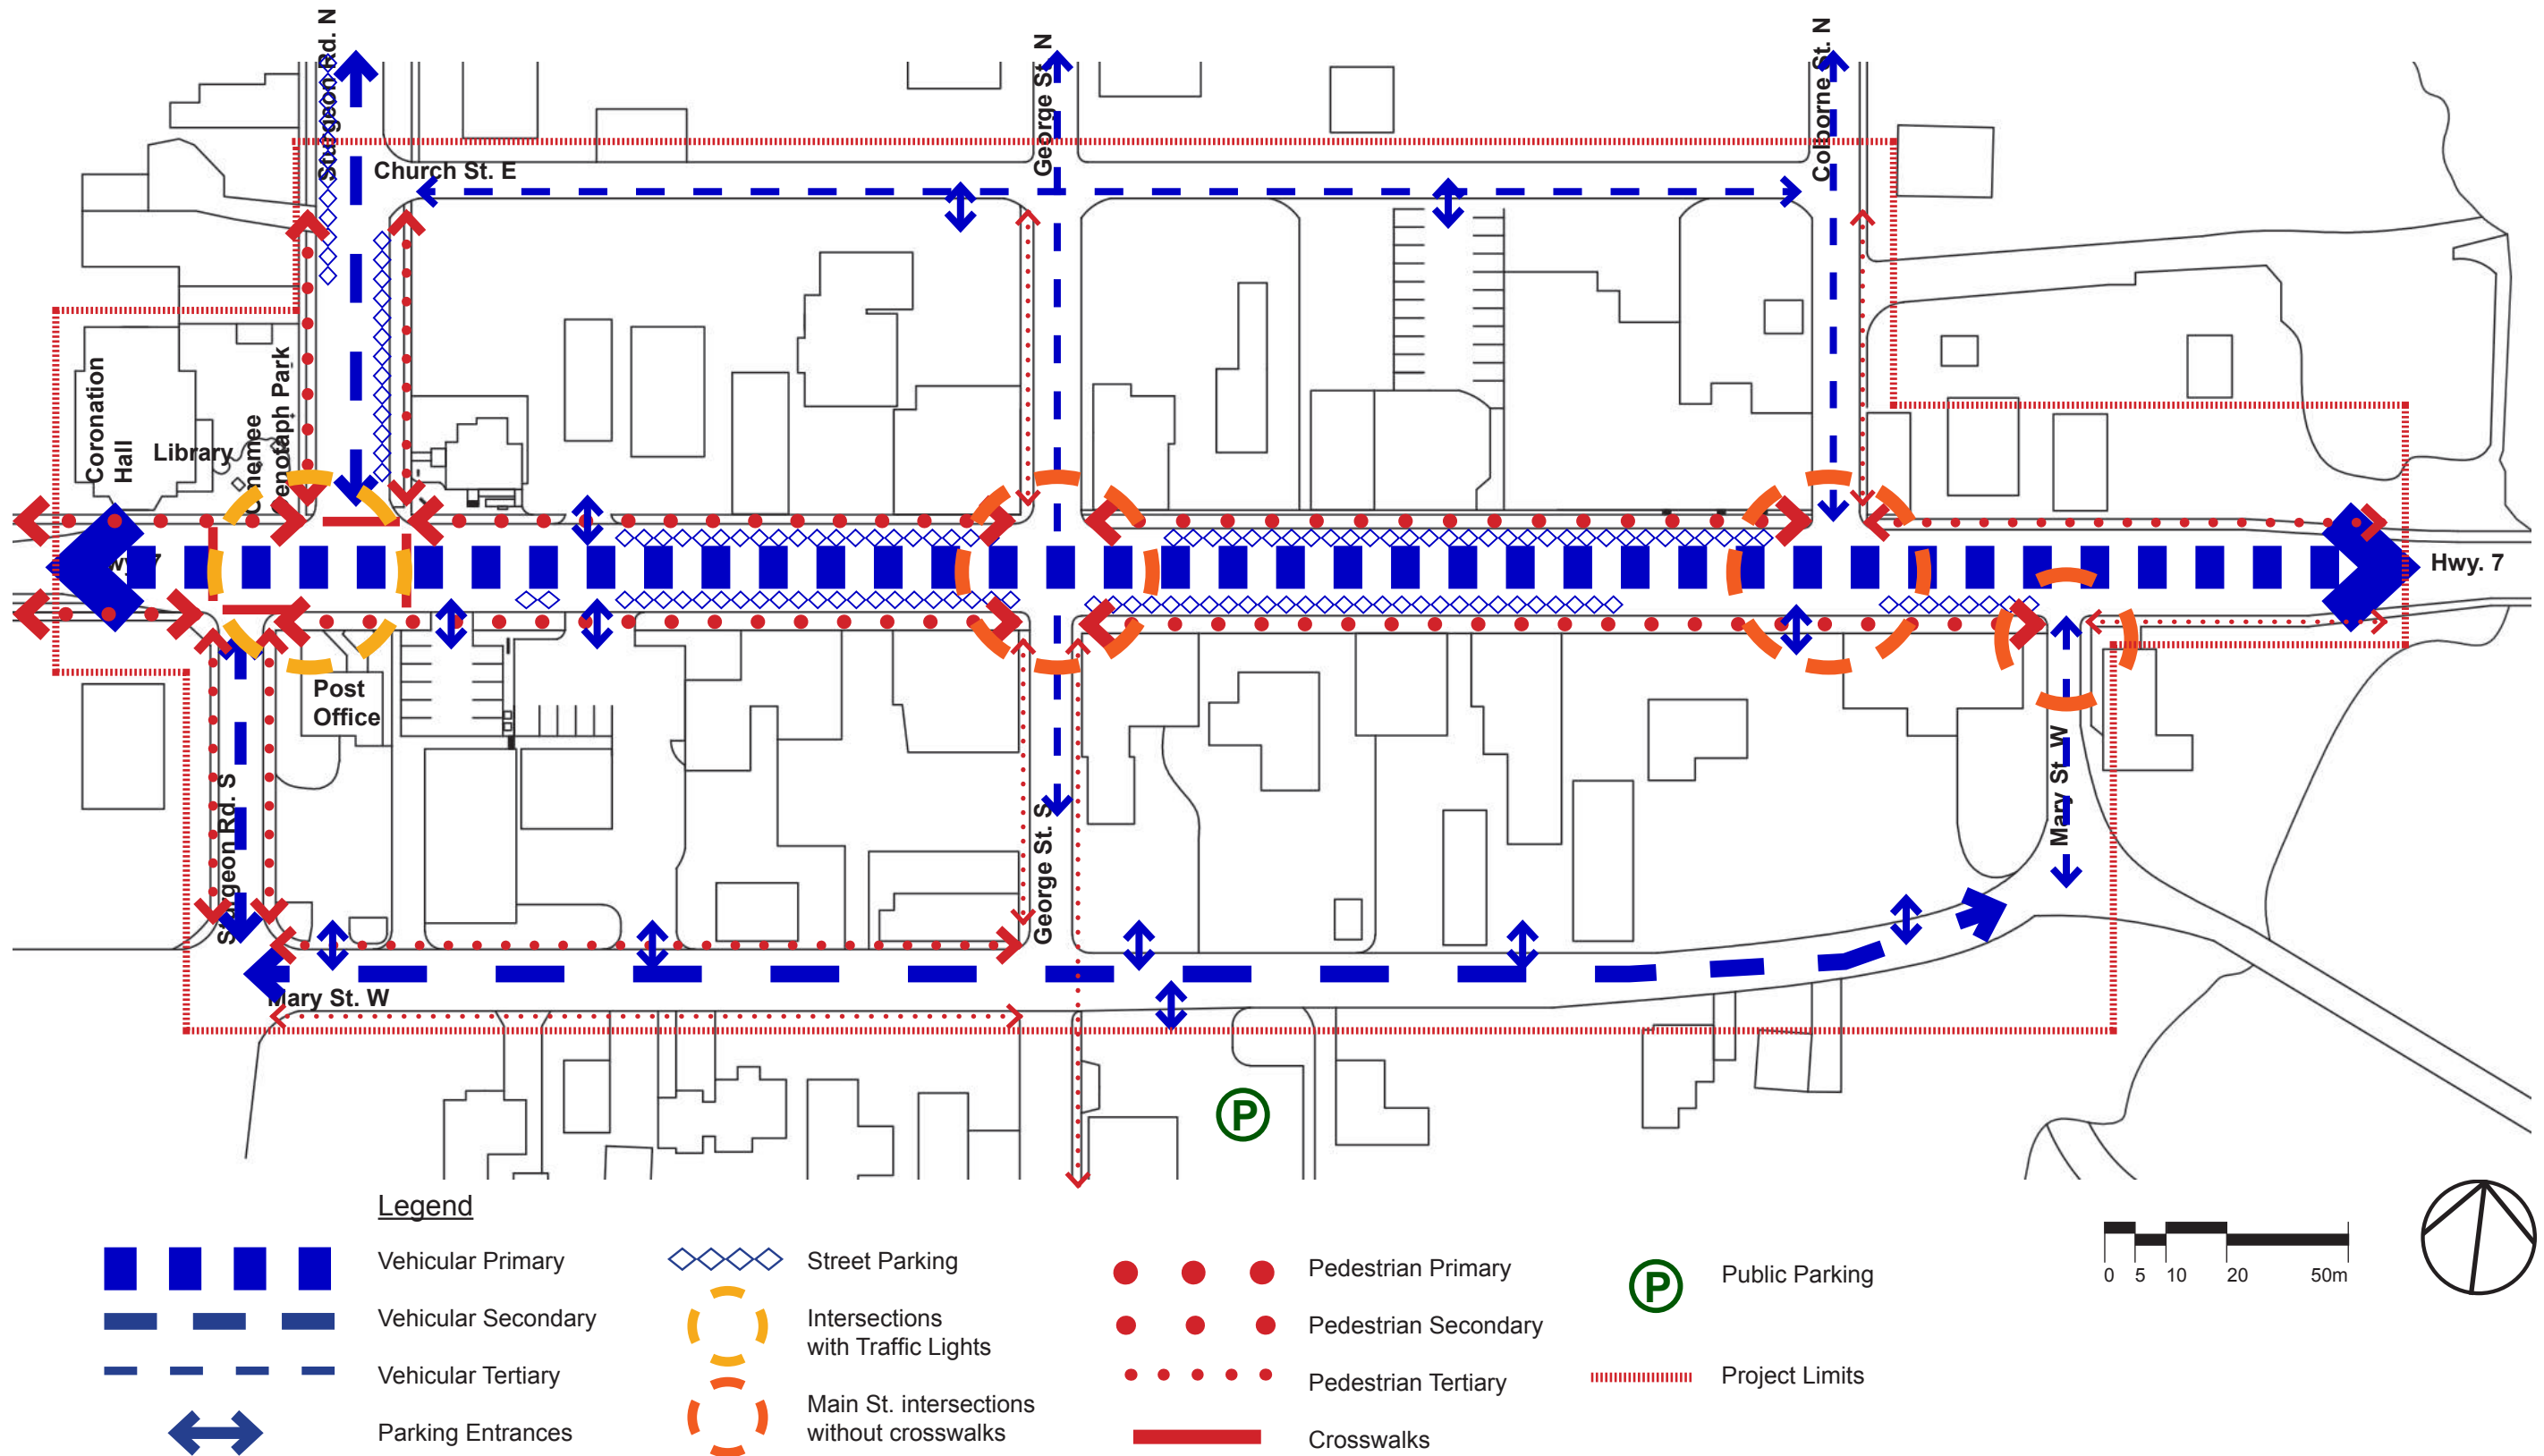 Sturgeon Rd. N
George St. N
Colborne St. N
Church St. E
Coronation
Hall
Library
Cenotaph Park
Hwy. 7
Post
Office
Sturgeon Rd. S
George St. S
Mary St. W
Mary St. W
P
Legend
Vehicular Primary
Vehicular Secondary
Vehicular Tertiary
Parking Entrances
Street Parking
Intersections
with Traffic Lights
Main St. intersections
without crosswalks
Pedestrian Primary
Pedestrian Secondary
Pedestrian Tertiary
Crosswalks
P
Public Parking
Project Limits
0 5 10 20 50m